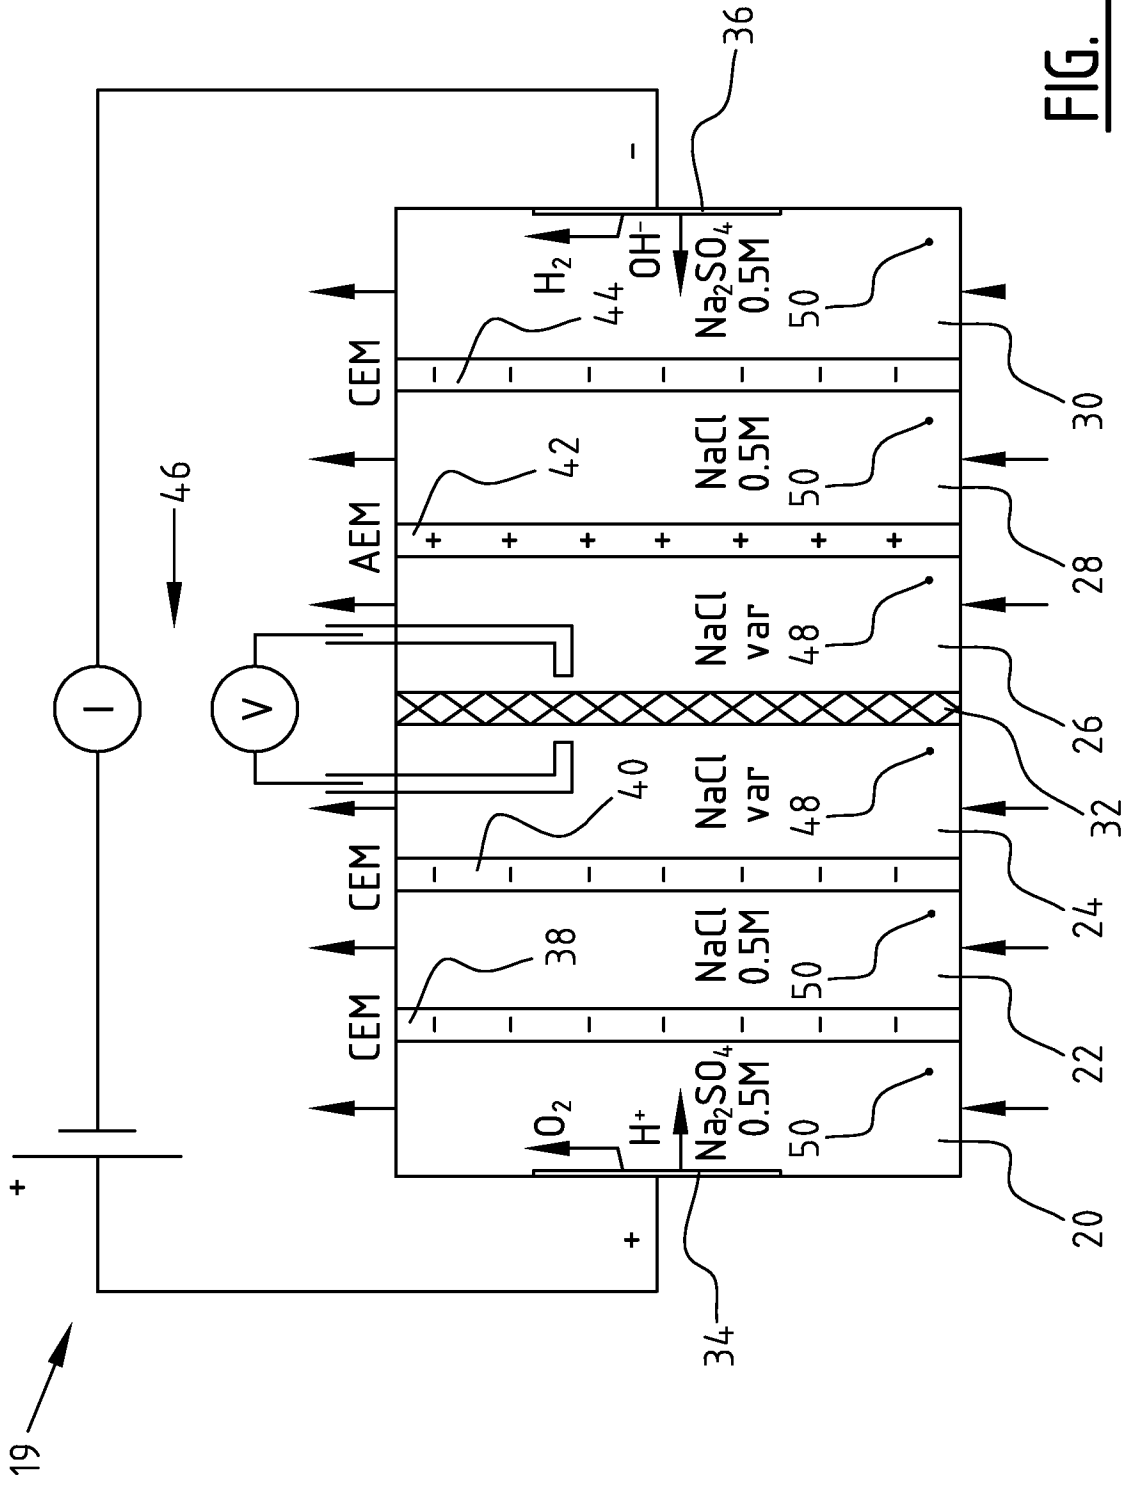 +
19
I
46
V
CEM CEM AEM CEM
− − + −
− − + −
O₂ 38 42 H₂
− − + −
40 44
+ H⁺ OH⁻ −
− − + −
Na₂SO₄ NaCl NaCl NaCl NaCl Na₂SO₄
34 36
0.5M 0.5M var var 0.5M 0.5M
− − + −
50 50 48 48 50 50
− − + −
− − + −
20 22 24 26 28 30
32
FIG.